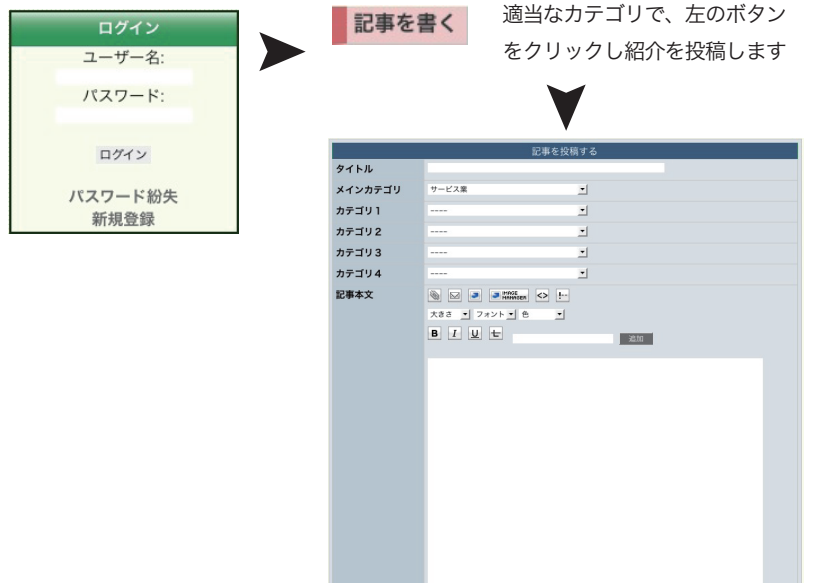 ログイン
ユーザー名:
パスワード:
ログイン
パスワード紛失
新規登録
記事を書く
適当なカテゴリで、左のボタン
をクリックし紹介を投稿します
記事を投稿する
タイトル
メインカテゴリ サービス業
カテゴリ1 ----
カテゴリ2 ----
カテゴリ3 ----
カテゴリ4 ----
記事本文 IMAGE MANAGER <>
大きさ フォント 色
B I U 追加